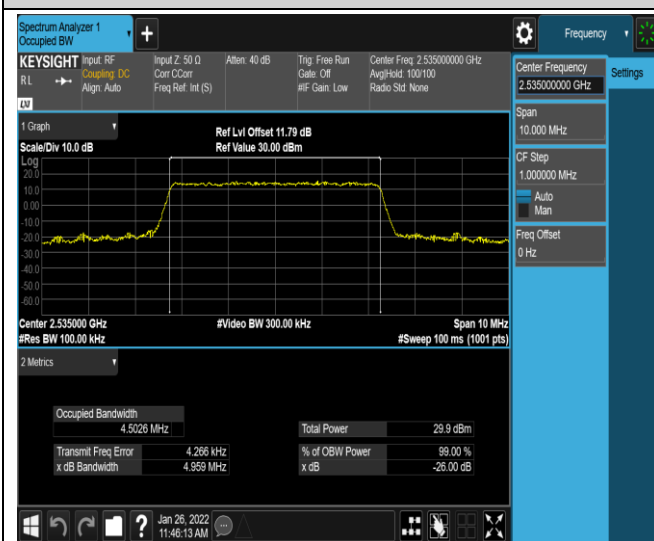 Spectrum Analyzer 1
Occupied BW
+
Frequency
KEYSIGHT
RL
LXI
Input: RF
Coupling: DC
Align: Auto
Input Z: 50 Ω
Corr CCorr
Freq Ref: Int (S)
Atten: 40 dB
Trig: Free Run
Gate: Off
#IF Gain: Low
Center Freq: 2.535000000 GHz
Avg|Hold: 100/100
Radio Std: None
Center Frequency
2.535000000 GHz
Settings
Span
10.000 MHz
CF Step
1.000000 MHz
Auto
Man
Freq Offset
0 Hz
1 Graph
Scale/Div 10.0 dB
Ref Lvl Offset 11.79 dB
Ref Value 30.00 dBm
Log
20.0
10.0
0.00
-10.0
-20.0
-30.0
-40.0
-50.0
-60.0
Center 2.535000 GHz
#Video BW 300.00 kHz
Span 10 MHz
#Res BW 100.00 kHz
#Sweep 100 ms (1001 pts)
2 Metrics
Occupied Bandwidth
4.5026 MHz
Total Power 29.9 dBm
Transmit Freq Error 4.266 kHz
% of OBW Power 99.00 %
x dB Bandwidth 4.959 MHz
x dB -26.00 dB
?
Jan 26, 2022
11:46:13 AM